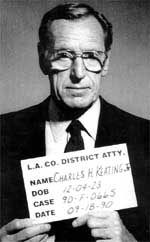 L.A. CO. DISTRICT ATTY.
NAME CHARLES H. KEATING Jr
DOB 12-04-23
CASE 90-F-0665
DATE 09-18-90